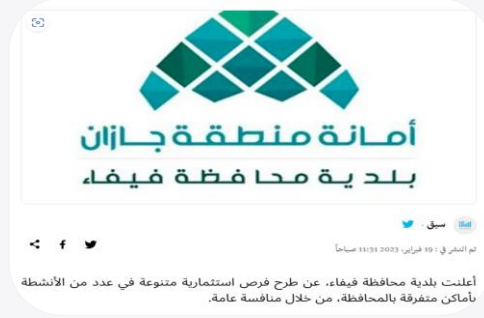 أمانة منطقة جازان
بلدية محافظة فيفاء
سبق
تم النشر في : 19 فبراير، 2023 11:31 صباحاً
أعلنت بلدية محافظة فيفاء، عن طرح فرص استثمارية متنوعة في عدد من الأنشطة
بأماكن متفرقة بالمحافظة، من خلال منافسة عامة.